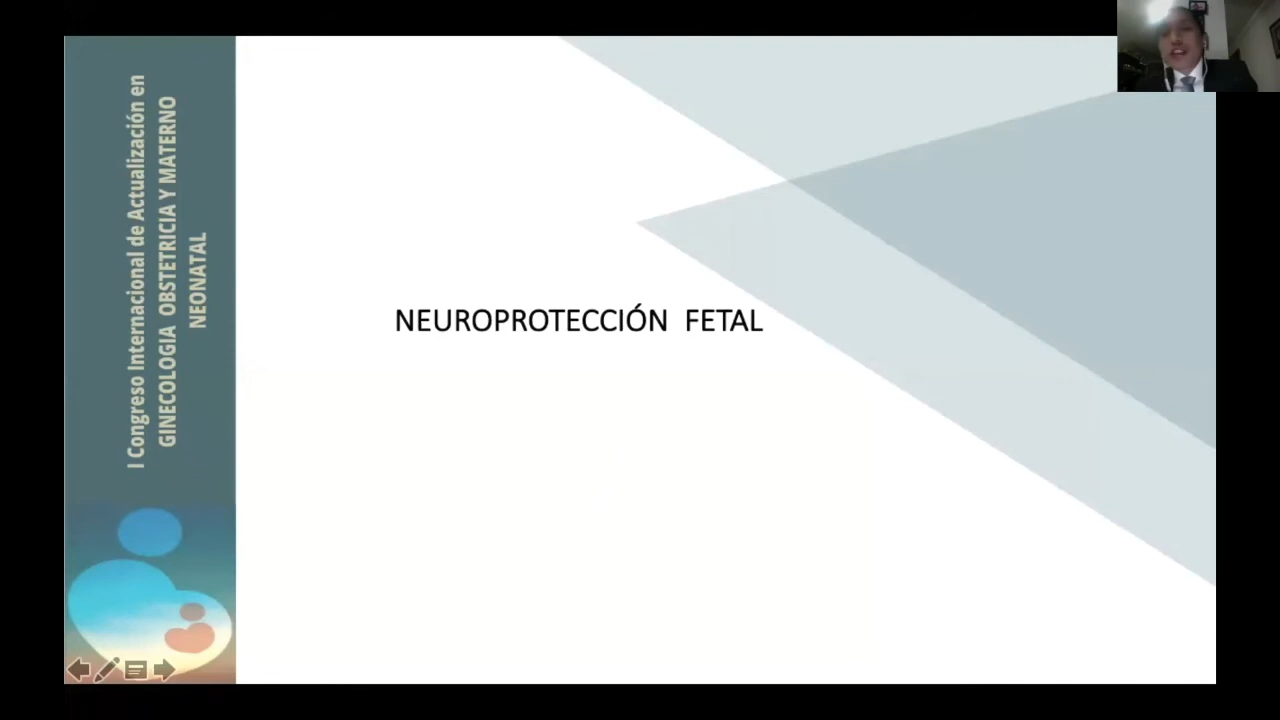 I Congreso Internacional de Actualización en
GINECOLOGIA OBSTETRICIA Y MATERNO
NEONATAL
NEUROPROTECCIÓN FETAL